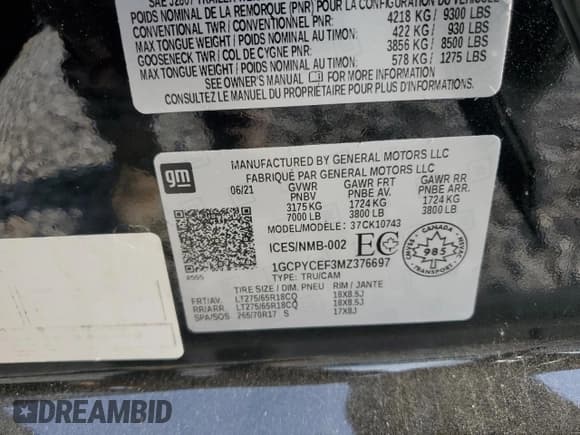 SAE J2807 TRAILER
POIDS NOMINAL DE LA REMORQUE (PNR) POUR LA CONFIGURATION DU VÉHICULE
CONVENTIONAL TWR / CONVENTIONNEL PNR: 4218 KG / 9300 LBS
MAX TONGUE WEIGHT / POIDS NOMINAL AU TIMON: 422 KG / 930 LBS
GOOSENECK TWR / COL DE CYGNE PNR: 3856 KG / 8500 LBS
MAX TONGUE WEIGHT / POIDS NOMINAL AU TIMON: 578 KG / 1275 LBS
SEE OWNER'S MANUAL FOR MORE INFORMATION.
CONSULTEZ LE MANUEL DU PROPRIÉTAIRE POUR PLUS D'INFORMATIONS.
gm
MANUFACTURED BY GENERAL MOTORS LLC
FABRIQUÉ PAR GENERAL MOTORS LLC
06/21 GVWR GAWR FRT GAWR RR
PNBV PNBE AV. PNBE ARR.
3175 KG 1724 KG 1724 KG
7000 LB 3800 LB 3800 LB
MODEL/MODÈLE: 37CK10743
ICES/NMB-002 EC
CANADA
985
1GCPYCEF3MZ376697
TYPE: TRU/CAM
TIRE SIZE / DIM. PNEU RIM / JANTE
FRT/AV. LT275/65R18CQ 18X8.5J
RR/ARR LT275/65R18CQ 18X8.5J
SPA/SOS 265/70R17 S 17X8J
DREAMBID